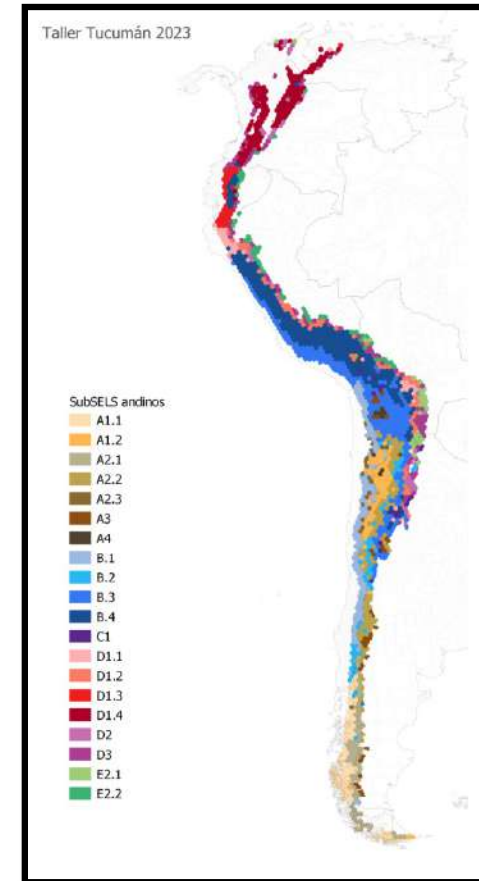 Taller Tucumán 2023
SubSELS andinos
A1.1
A1.2
A2.1
A2.2
A2.3
A3
A4
B.1
B.2
B.3
B.4
C1
D1.1
D1.2
D1.3
D1.4
D2
D3
E2.1
E2.2